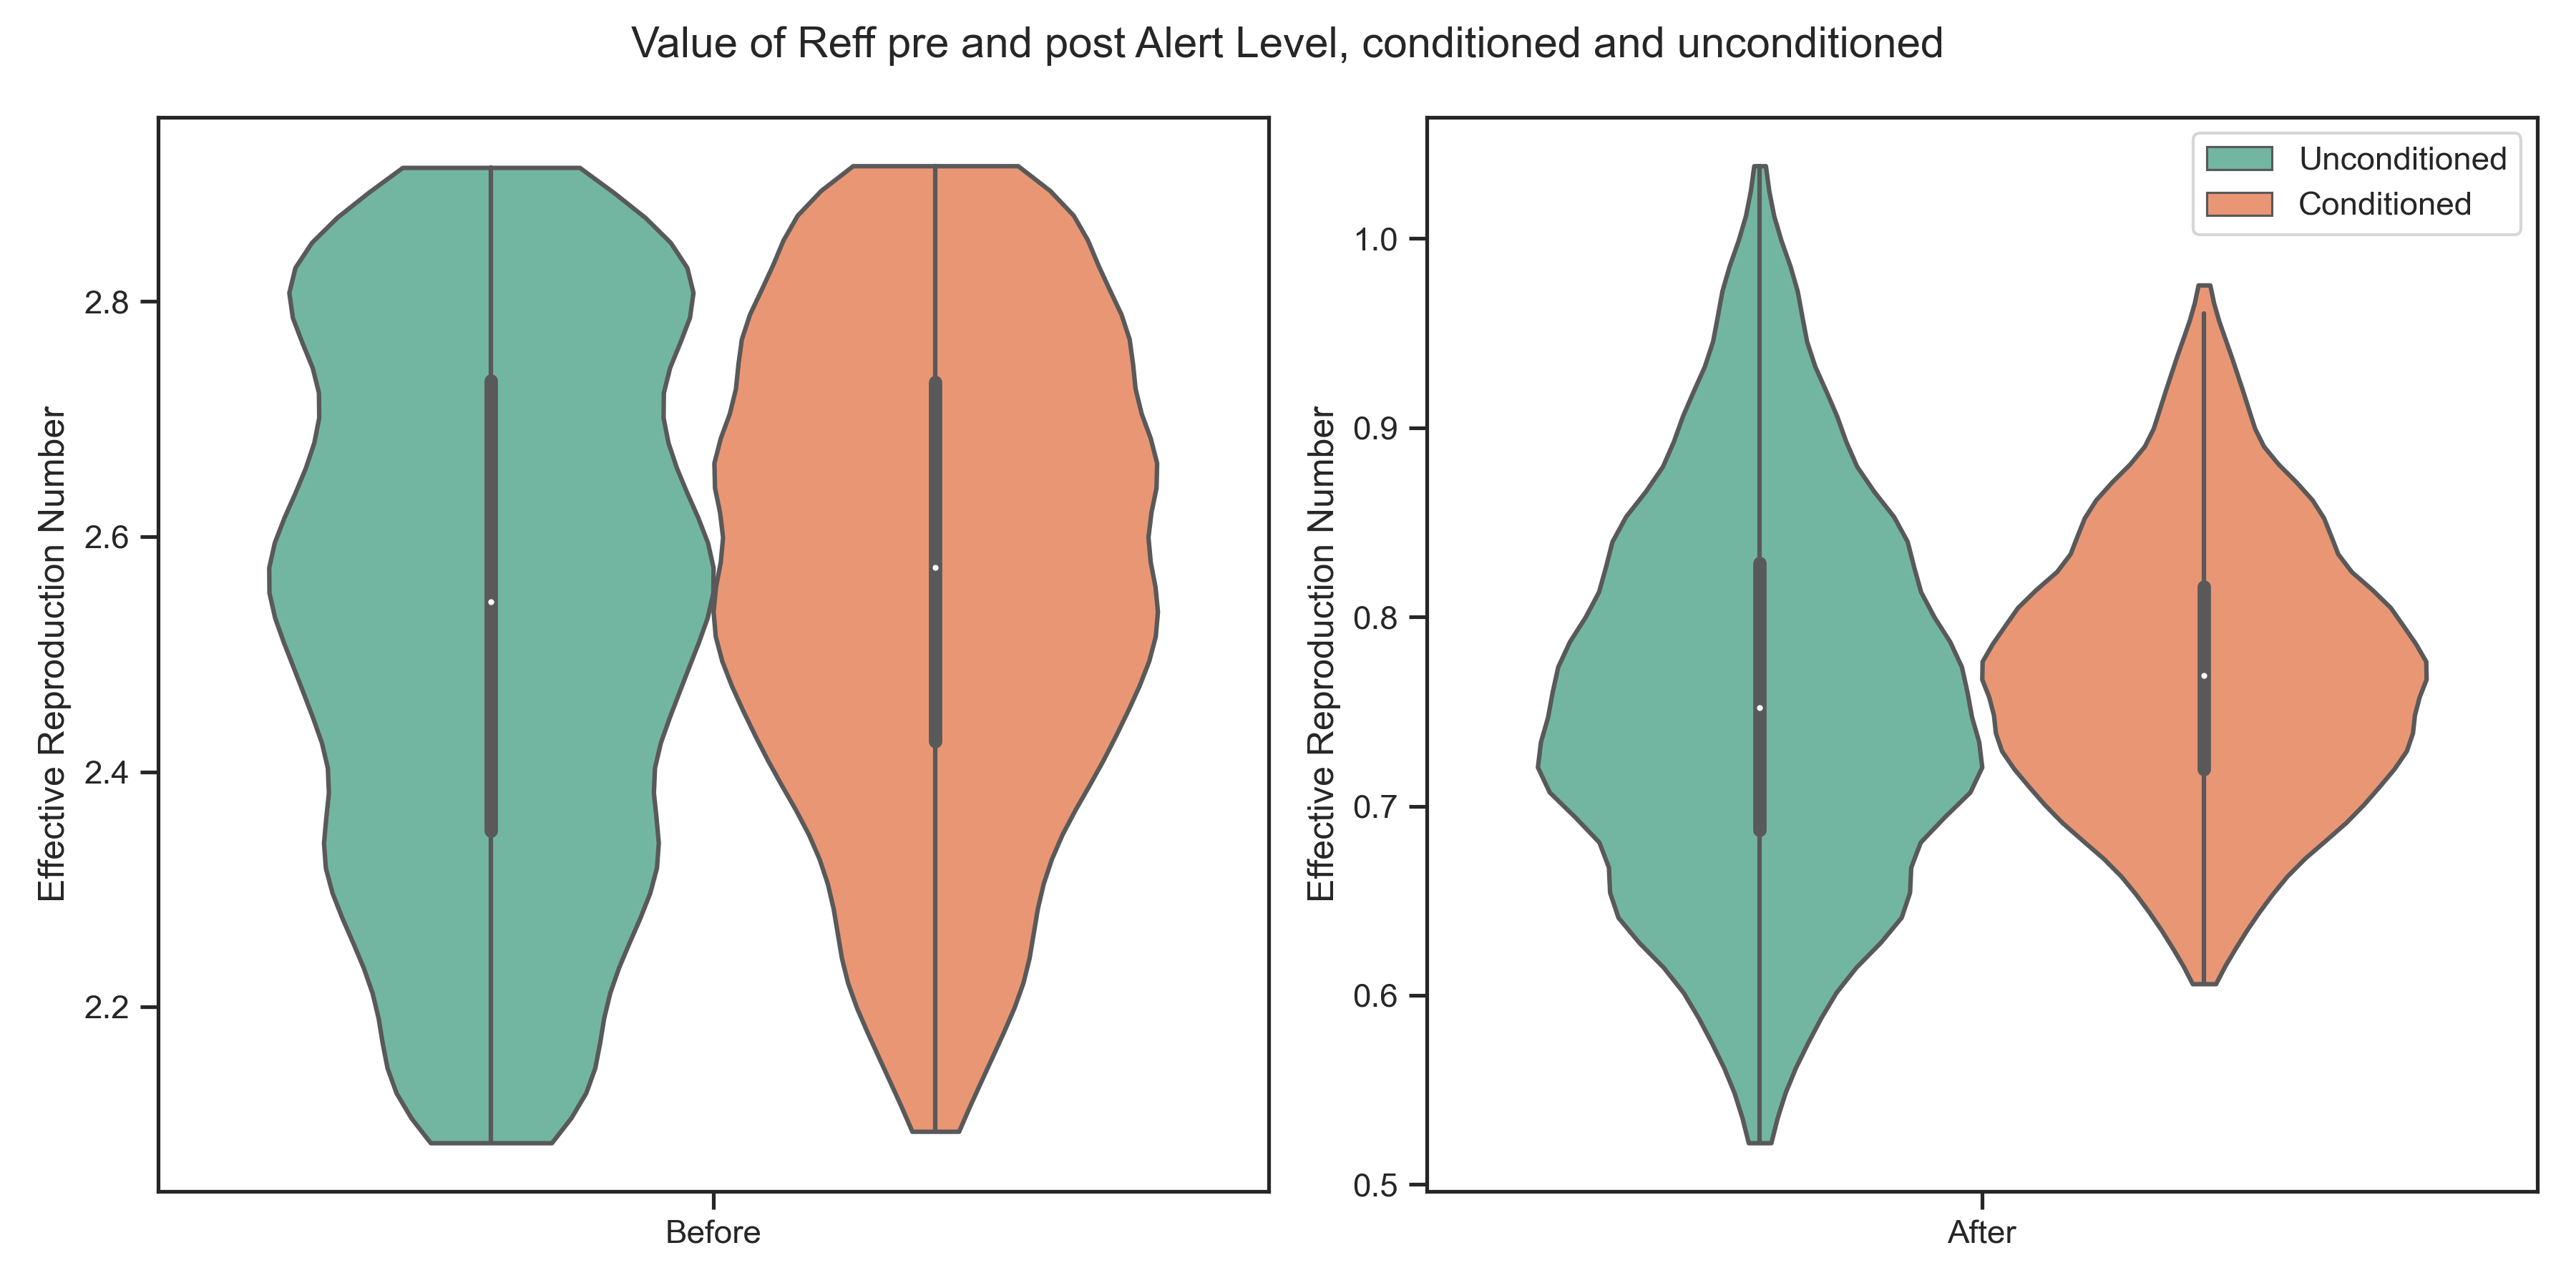 Value of Reff pre and post Alert Level, conditioned and unconditioned
Effective Reproduction Number
2.8
2.6
2.4
2.2
Before
Effective Reproduction Number
1.0
0.9
0.8
0.7
0.6
0.5
After
Unconditioned
Conditioned